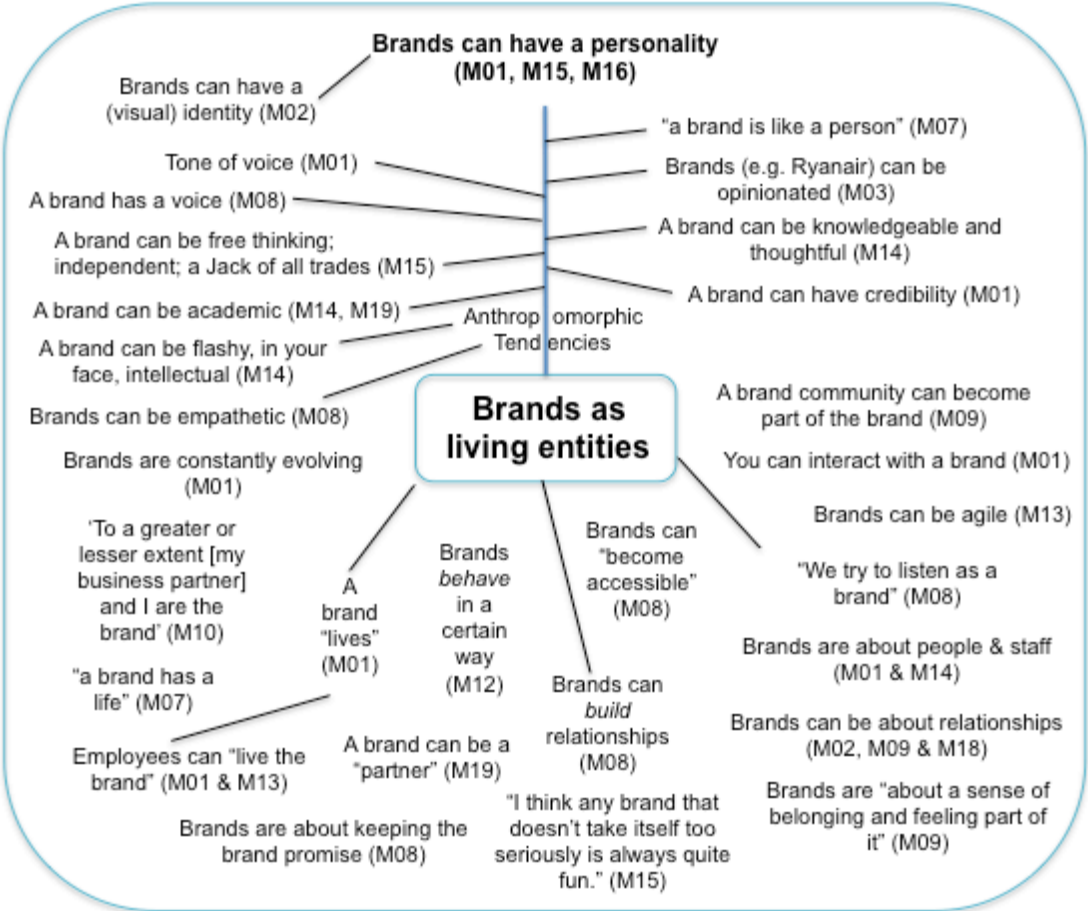 Brands can have a personality
(M01, M15, M16)
Brands can have a
(visual) identity (M02)
Tone of voice (M01)
A brand has a voice (M08)
A brand can be free thinking;
independent; a Jack of all trades (M15)
A brand can be academic (M14, M19)
A brand can be flashy, in your
face, intellectual (M14)
Brands can be empathetic (M08)
“a brand is like a person” (M07)
Brands (e.g. Ryanair) can be
opinionated (M03)
A brand can be knowledgeable and
thoughtful (M14)
A brand can have credibility (M01)
Anthropomorphic
Tendencies
Brands as
living entities
Brands are constantly evolving
(M01)
‘To a greater or
lesser extent [my
business partner]
and I are the
brand’ (M10)
“a brand has a
life” (M07)
A
brand
“lives”
(M01)
Employees can “live the
brand” (M01 & M13)
Brands
behave
in a
certain
way
(M12)
A brand can be a
“partner” (M19)
Brands are about keeping the
brand promise (M08)
Brands can
“become
accessible”
(M08)
Brands can
build
relationships
(M08)
“I think any brand that
doesn’t take itself too
seriously is always quite
fun.” (M15)
A brand community can become
part of the brand (M09)
You can interact with a brand (M01)
Brands can be agile (M13)
“We try to listen as a
brand” (M08)
Brands are about people & staff
(M01 & M14)
Brands can be about relationships
(M02, M09 & M18)
Brands are “about a sense of
belonging and feeling part of
it” (M09)